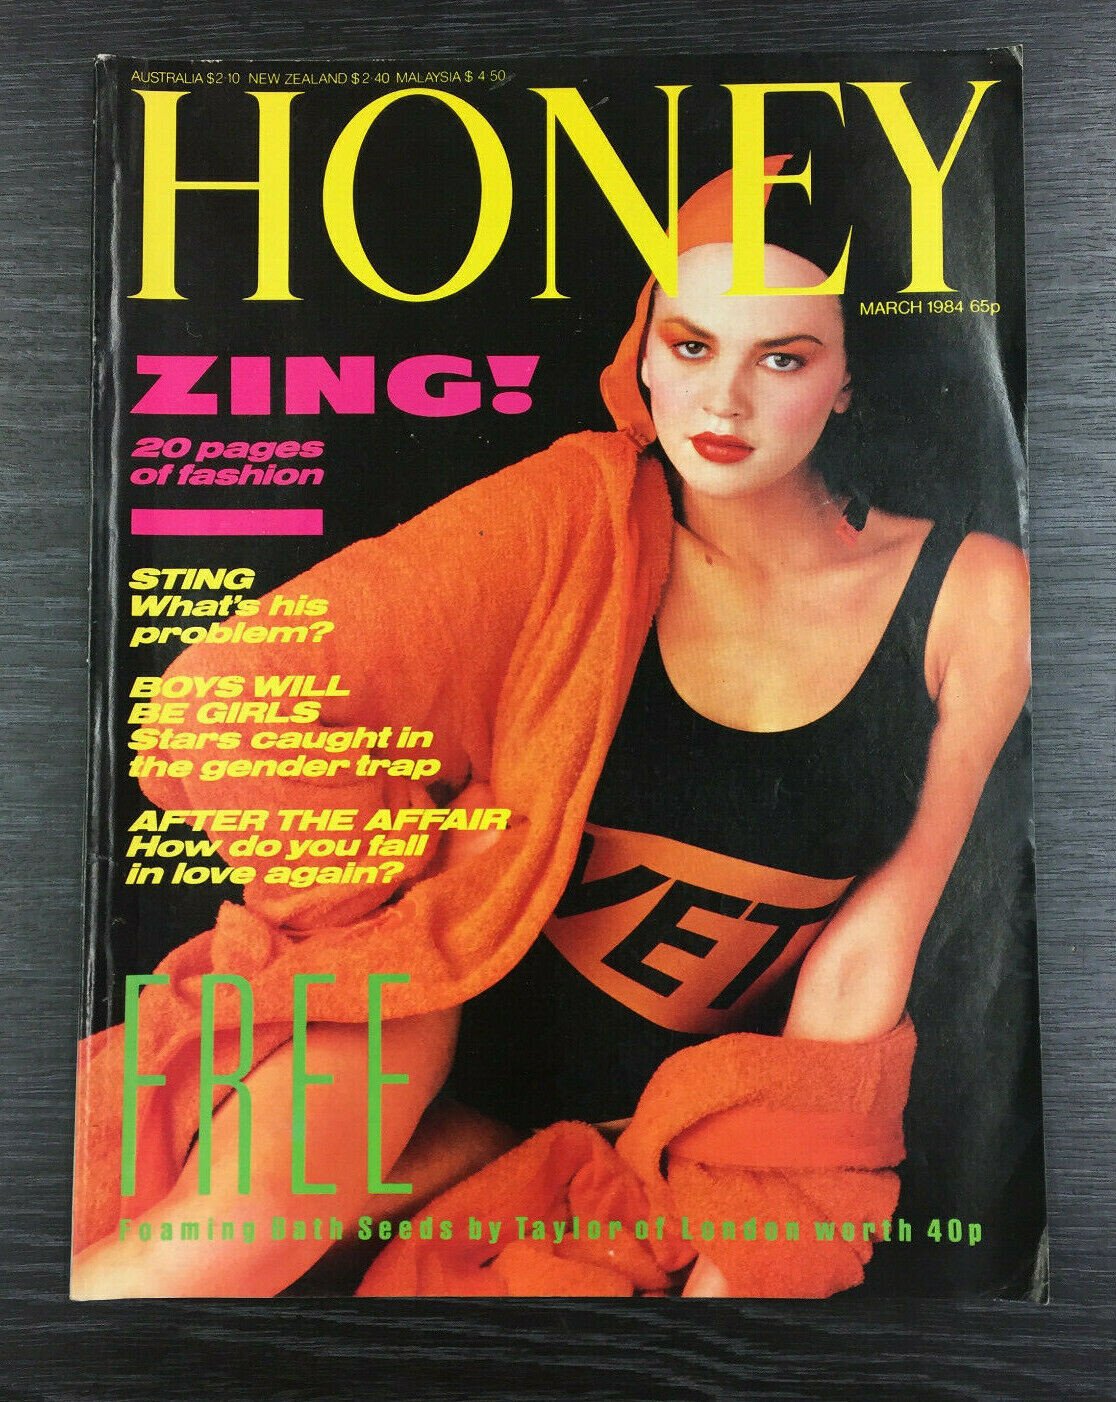 AUSTRALIA $2·10 NEW ZEALAND $2·40 MALAYSIA $ 4·50
HONEY
MARCH 1984 65p
ZING!
20 pages
of fashion
STING
What's his
problem?
BOYS WILL
BE GIRLS
Stars caught in
the gender trap
AFTER THE AFFAIR
How do you fall
in love again?
VET
FREE
Foaming Bath Seeds by Taylor of London worth 40p